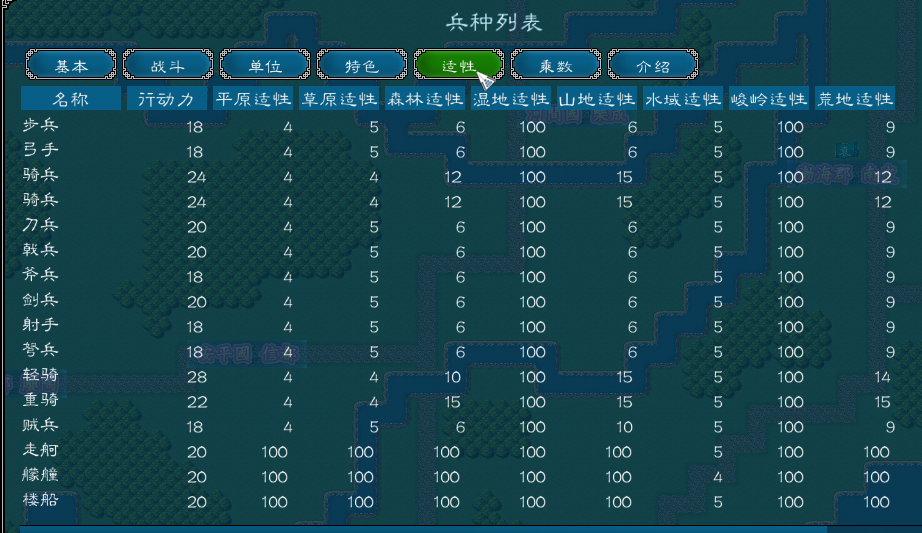 兵种列表
基本 战斗 单位 特色 适性 乘数 介绍
名称 行动力 平原适性 草原适性 森林适性 湿地适性 山地适性 水域适性 峻岭适性 荒地适性
步兵 18 4 5 6 100 6 5 100 9
弓手 18 4 5 6 100 6 5 100 9
骑兵 24 4 4 12 100 15 5 100 12
骑兵 24 4 4 12 100 15 5 100 12
刀兵 20 4 5 6 100 6 5 100 9
戟兵 20 4 5 6 100 6 5 100 9
斧兵 18 4 5 6 100 6 5 100 9
剑兵 20 4 5 6 100 6 5 100 9
射手 18 4 5 6 100 6 5 100 9
弩兵 18 4 5 6 100 6 5 100 9
轻骑 28 4 4 10 100 15 5 100 14
重骑 22 4 4 15 100 15 5 100 15
贼兵 18 4 5 6 100 10 5 100 9
走舸 20 100 100 100 100 100 5 100 100
艨艟 20 100 100 100 100 100 4 100 100
楼船 20 100 100 100 100 100 5 100 100